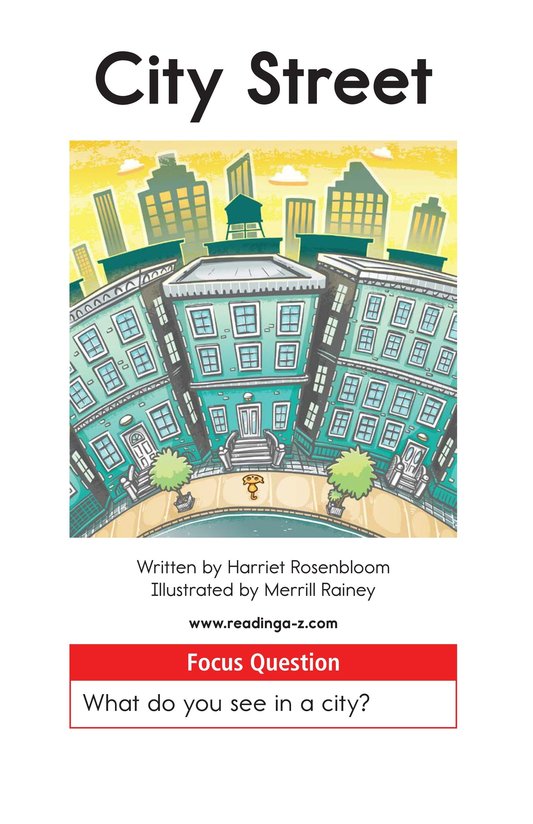 City Street
Written by Harriet Rosenbloom
Illustrated by Merrill Rainey
www.readinga-z.com
Focus Question
What do you see in a city?